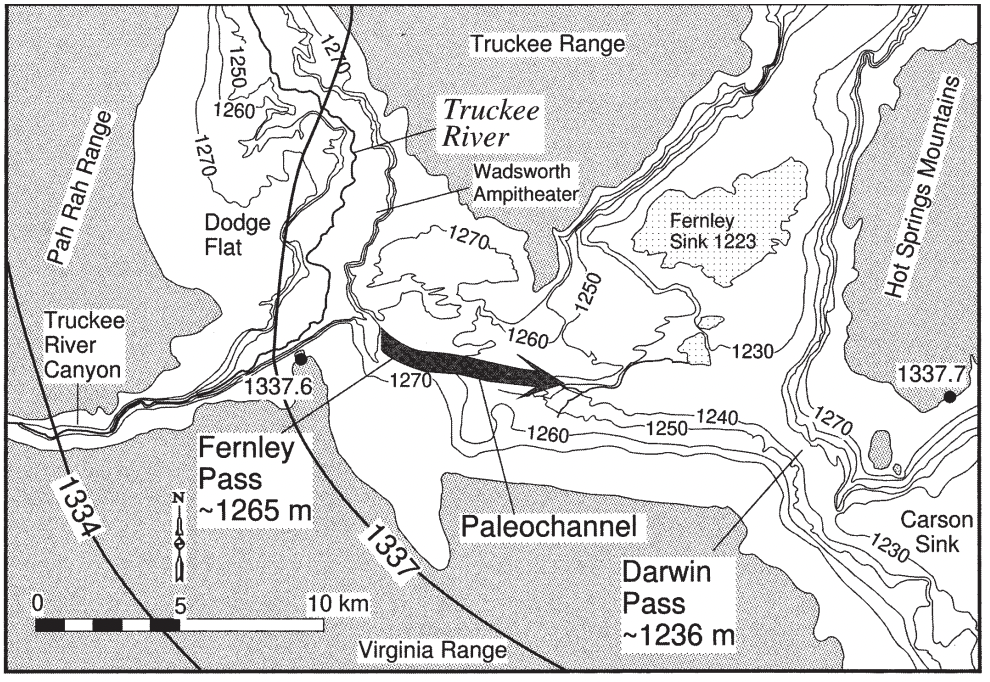 Truckee Range
1270
1250
1260
1270
Truckee
River
Pah Rah Range
Wadsworth
Ampitheater
Dodge
Flat
1270
Fernley
Sink 1223
Hot Springs Mountains
1250
Truckee
River
Canyon
1260
1230
1337.6
1270
1337.7
1240
1250
1260
1270
Fernley
Pass
~1265 m
N
Paleochannel
1334
1337
Carson
Sink
1230
Darwin
Pass
~1236 m
0 5 10 km
Virginia Range